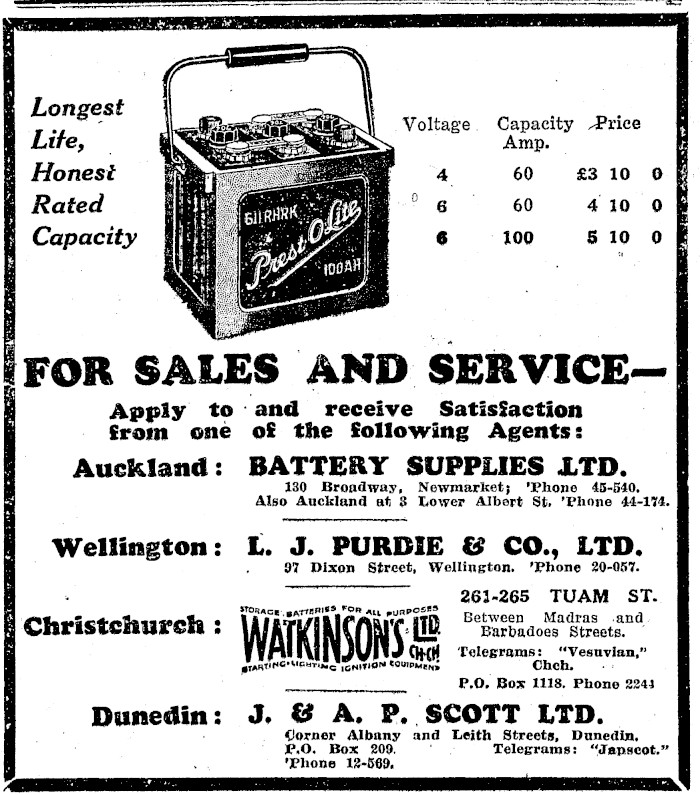 Longest
Life,
Honest
Rated
Capacity
611RHRK
Prest-O-Lite
100AH
Voltage Capacity Price
Amp.
4 60 £3 10 0
6 60 4 10 0
6 100 5 10 0
FOR SALES AND SERVICE—
Apply to and receive Satisfaction
from one of the following Agents:
Auckland: BATTERY SUPPLIES LTD.
130 Broadway, Newmarket; 'Phone 45-540.
Also Auckland at 3 Lower Albert St, 'Phone 44-174.
Wellington: L. J. PURDIE & CO., LTD.
97 Dixon Street, Wellington. 'Phone 20-057.
Christchurch:
STORAGE BATTERIES FOR ALL PURPOSES
WATKINSON'S LTD. CH-CH
STARTING-LIGHTING IGNITION EQUIPMENT
261-265 TUAM ST.
Between Madras and
Barbadoes Streets.
Telegrams: "Vesuvian,"
Chch.
P.O. Box 1118. Phone 2244
Dunedin: J. & A. P. SCOTT LTD.
Corner Albany and Leith Streets, Dunedin.
P.O. Box 209. Telegrams: "Japscot."
'Phone 12-569.